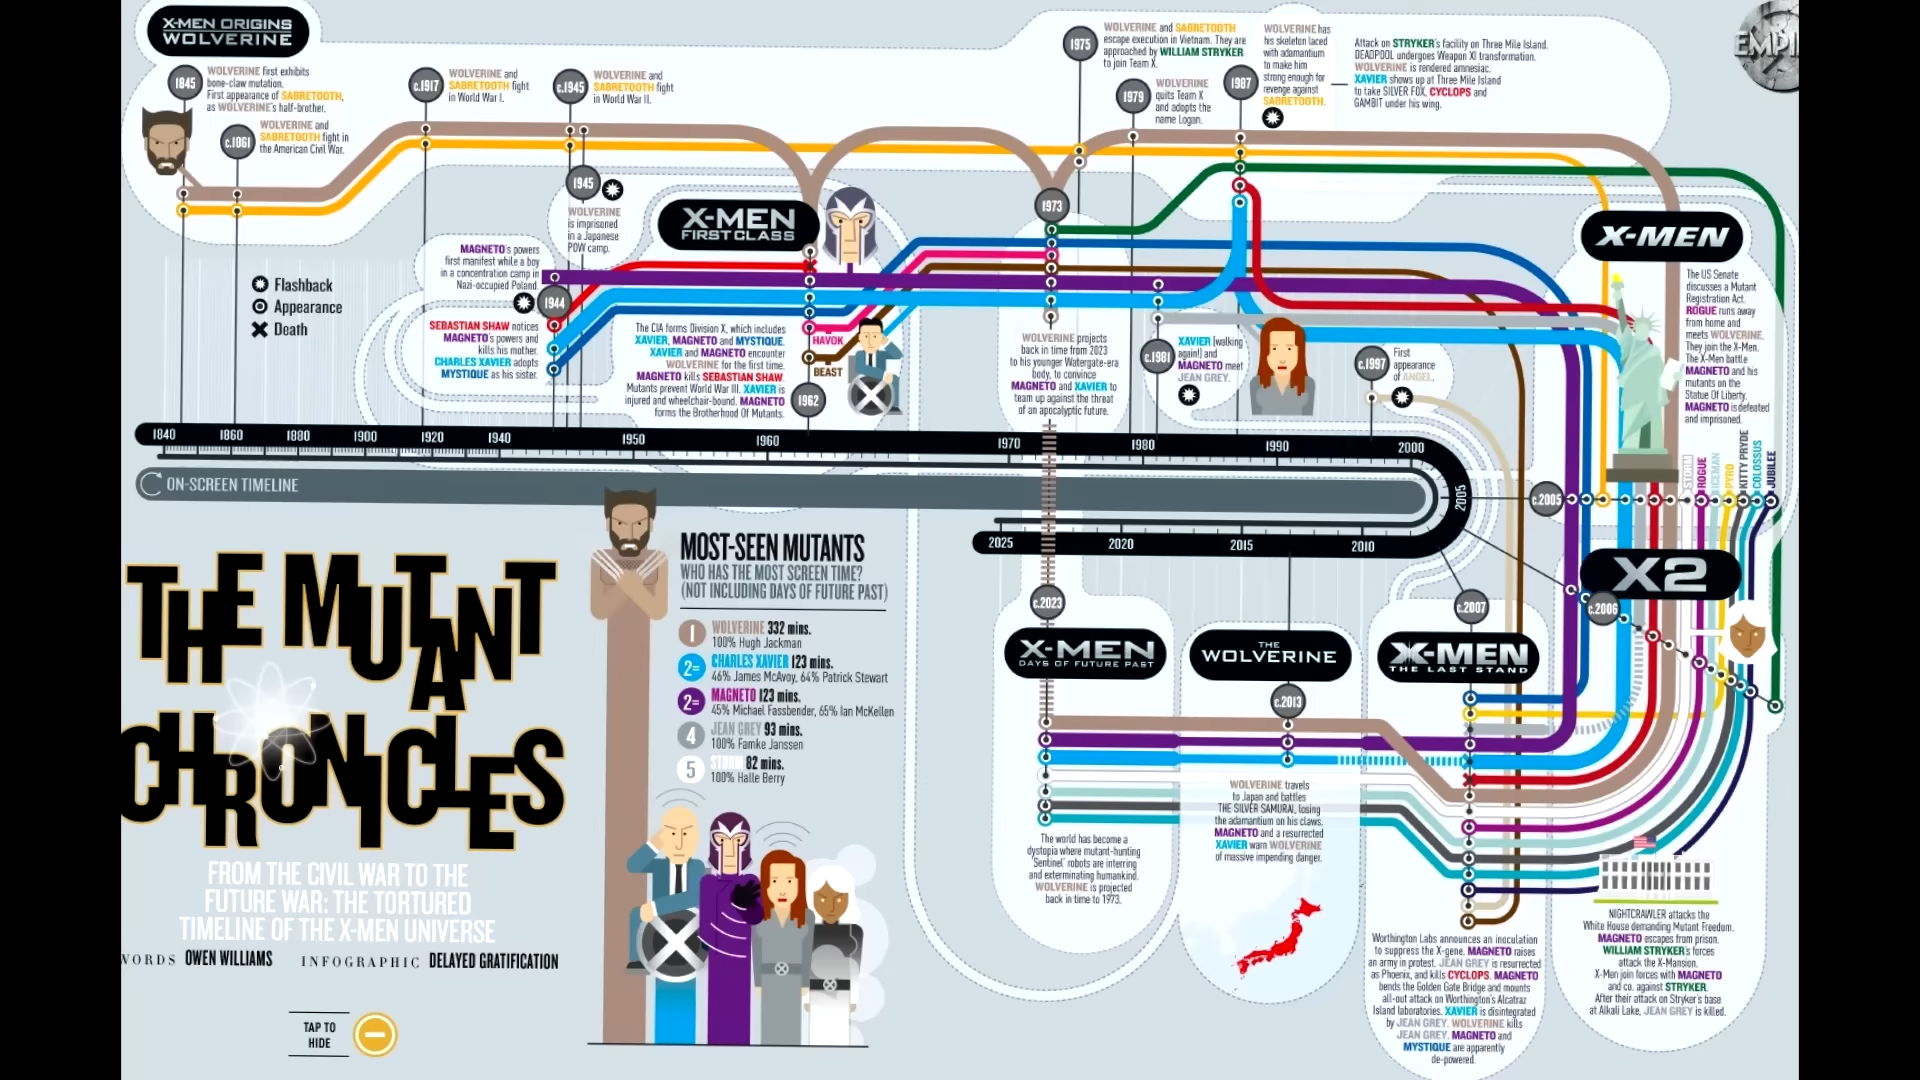 X-MEN ORIGINS
WOLVERINE
1845
WOLVERINE first exhibits
bone-claw mutation.
First appearance of SABRETOOTH,
as WOLVERINE's half-brother.
c.1861
WOLVERINE and
SABRETOOTH fight in
the American Civil War.
c.1917
WOLVERINE and
SABRETOOTH fight
in World War I.
c.1945
WOLVERINE and
SABRETOOTH fight
in World War II.
1945
WOLVERINE
is imprisoned
in a Japanese
POW camp.
1975
WOLVERINE and SABRETOOTH
escape execution in Vietnam. They are
approached by WILLIAM STRYKER
to join Team X.
1979
WOLVERINE
quits Team X
and adopts the
name Logan.
1987
WOLVERINE has
his skeleton laced
with adamantium
to make him
strong enough for
revenge against
SABRETOOTH.
Attack on STRYKER's facility on Three Mile Island.
DEADPOOL undergoes Weapon XI transformation.
WOLVERINE is rendered amnesiac.
XAVIER shows up at Three Mile Island
to take SILVER FOX, CYCLOPS and
GAMBIT under his wing.
EMPI
Flashback
Appearance
Death
MAGNETO's powers
first manifest while a boy
in a concentration camp in
Nazi-occupied Poland.
1944
SEBASTIAN SHAW notices
MAGNETO's powers and
kills his mother.
CHARLES XAVIER adopts
MYSTIQUE as his sister.
X-MEN
FIRST CLASS
The CIA forms Division X, which includes
XAVIER, MAGNETO and MYSTIQUE.
XAVIER and MAGNETO encounter
WOLVERINE for the first time.
MAGNETO kills SEBASTIAN SHAW.
Mutants prevent World War III. XAVIER is
injured and wheelchair-bound. MAGNETO
forms the Brotherhood Of Mutants.
HAVOK
BEAST
1962
1973
WOLVERINE projects
back in time from 2023
to his younger Watergate-era
body, to convince
MAGNETO and XAVIER to
team up against the threat
of an apocalyptic future.
c.1981
XAVIER (walking
again!) and
MAGNETO meet
JEAN GREY.
c.1997
First
appearance
of ANGEL.
X-MEN
The US Senate
discusses a Mutant
Registration Act.
ROGUE runs away
from home and
meets WOLVERINE.
They join the X-Men.
The X-Men battle
MAGNETO and his
mutants on the
Statue Of Liberty.
MAGNETO is defeated
and imprisoned.
STORM
ROGUE
ICEMAN
PYRO
KITTY PRYDE
COLOSSUS
JUBILEE
1840 1860 1880 1900 1920 1940 1950 1960 1970 1980 1990 2000
2005
c.2005
ON-SCREEN TIMELINE
2025 2020 2015 2010
X2
c.2006
THE MUTANT
CHRONICLES
FROM THE CIVIL WAR TO THE
FUTURE WAR: THE TORTURED
TIMELINE OF THE X-MEN UNIVERSE
WORDS OWEN WILLIAMS INFOGRAPHIC DELAYED GRATIFICATION
TAP TO
HIDE
MOST-SEEN MUTANTS
WHO HAS THE MOST SCREEN TIME?
(NOT INCLUDING DAYS OF FUTURE PAST)
1 WOLVERINE 332 mins.
100% Hugh Jackman
2= CHARLES XAVIER 123 mins.
46% James McAvoy, 64% Patrick Stewart
2= MAGNETO 123 mins.
45% Michael Fassbender, 65% Ian McKellen
4 JEAN GREY 93 mins.
100% Famke Janssen
5 STORM 82 mins.
100% Halle Berry
c.2023
X-MEN
DAYS OF FUTURE PAST
The world has become a
dystopia where mutant-hunting
'Sentinel' robots are interring
and exterminating humankind.
WOLVERINE is projected
back in time to 1973.
THE
WOLVERINE
c.2013
WOLVERINE travels
to Japan and battles
THE SILVER SAMURAI, losing
the adamantium on his claws.
MAGNETO and a resurrected
XAVIER warn WOLVERINE
of massive impending danger.
c.2007
X-MEN
THE LAST STAND
Worthington Labs announces an inoculation
to suppress the X-gene. MAGNETO raises
an army in protest. JEAN GREY is resurrected
as Phoenix, and kills CYCLOPS. MAGNETO
bends the Golden Gate Bridge and mounts
all-out attack on Worthington's Alcatraz
Island laboratories. XAVIER is disintegrated
by JEAN GREY. WOLVERINE kills
JEAN GREY. MAGNETO and
MYSTIQUE are apparently
de-powered.
NIGHTCRAWLER attacks the
White House demanding Mutant Freedom.
MAGNETO escapes from prison.
WILLIAM STRYKER's forces
attack the X-Mansion.
X-Men join forces with MAGNETO
and co. against STRYKER.
After their attack on Stryker's base
at Alkali Lake, JEAN GREY is killed.